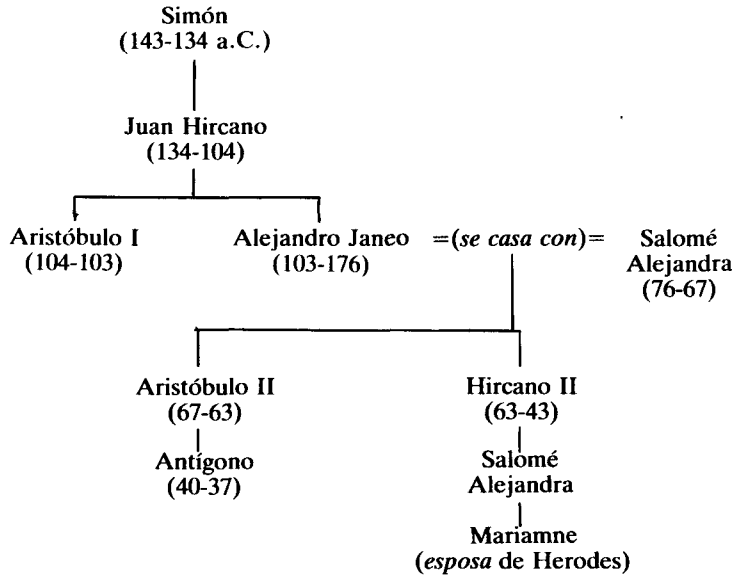 Simón
(143-134 a.C.)
Juan Hircano
(134-104)
Aristóbulo I
(104-103)
Alejandro Janeo
(103-176)
=(se casa con)=
Salomé
Alejandra
(76-67)
Aristóbulo II
(67-63)
Hircano II
(63-43)
Antígono
(40-37)
Salomé
Alejandra
Mariamne
(esposa de Herodes)